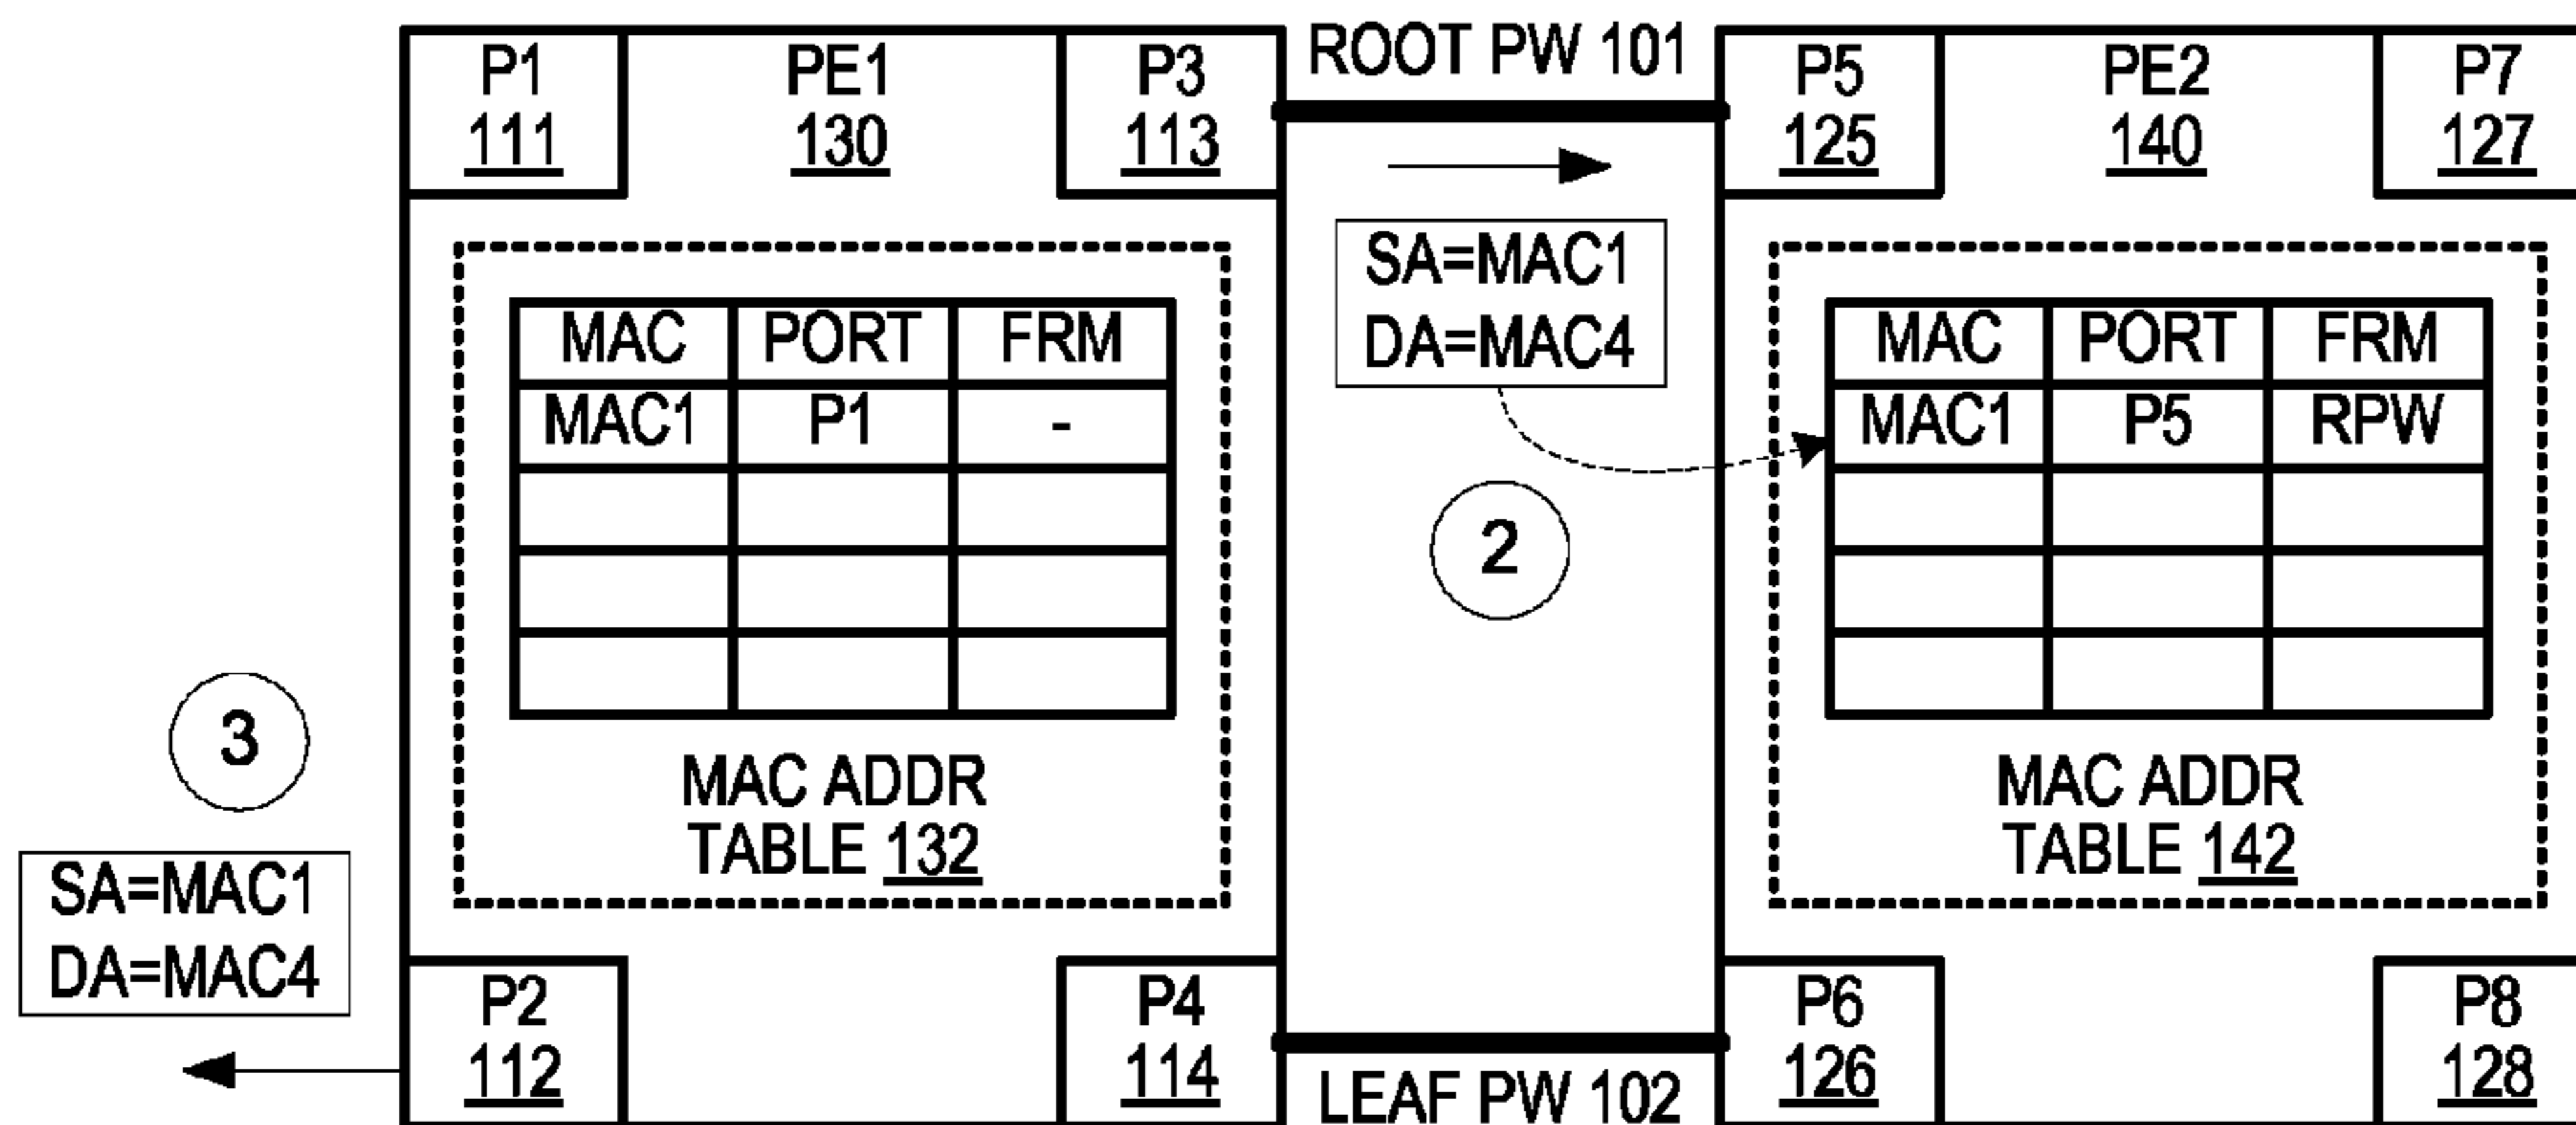 P1
111
PE1
130
P3
113
ROOT PW 101
P5
125
PE2
140
P7
127
SA=MAC1
DA=MAC4
MAC PORT FRM
MAC1 P1 -
MAC ADDR
TABLE 132
2
MAC PORT FRM
MAC1 P5 RPW
MAC ADDR
TABLE 142
3
SA=MAC1
DA=MAC4
P2
112
P4
114
LEAF PW 102
P6
126
P8
128